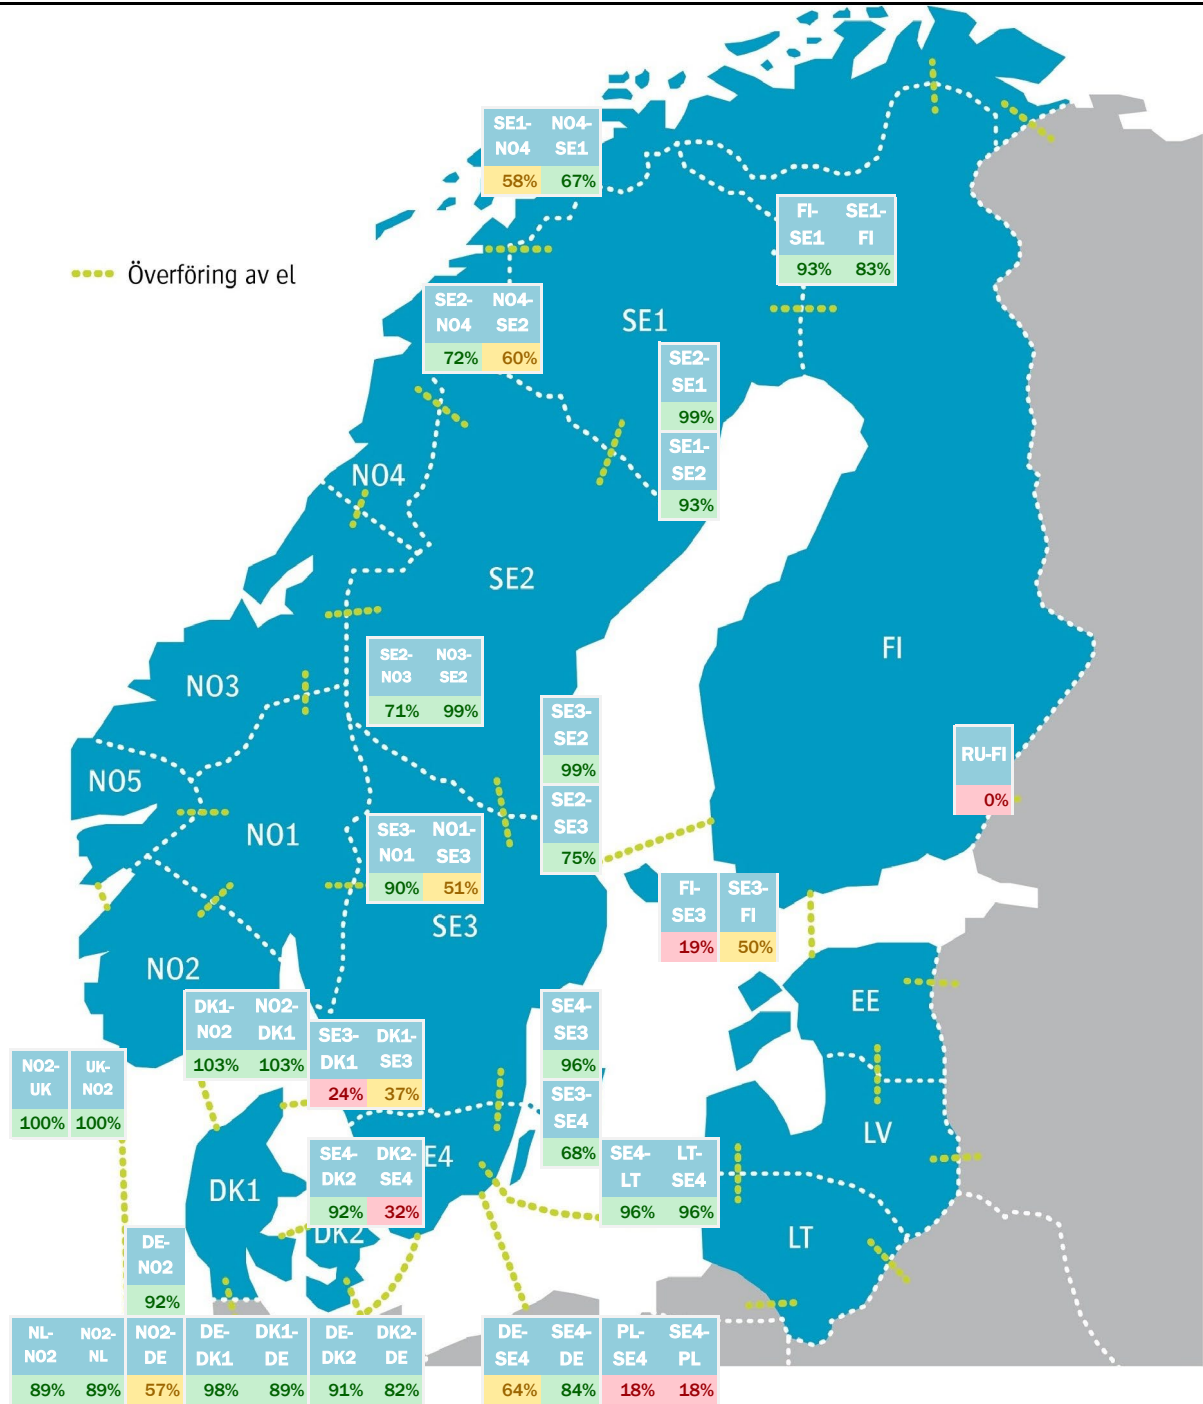 SE1- NO4-
NO4 SE1
58% 67%
FI- SE1-
SE1 FI
93% 83%
Överföring av el
SE2- NO4-
NO4 SE2
72% 60%
SE1
SE2-
SE1
99%
SE1-
SE2
93%
NO4
SE2
FI
SE2- NO3-
NO3 SE2
71% 99%
NO3
SE3-
SE2
99%
SE2-
SE3
75%
RU-FI
0%
NO5
NO1
SE3- NO1-
NO1 SE3
90% 51%
SE3
FI- SE3-
SE3 FI
19% 50%
NO2
EE
DK1- NO2-
NO2 DK1
103% 103%
SE3- DK1-
DK1 SE3
24% 37%
SE4-
SE3
96%
SE3-
SE4
68%
NO2- UK-
UK NO2
100% 100%
LV
SE4- DK2-
DK2 SE4
92% 32%
E4
SE4- LT-
LT SE4
96% 96%
DK1
DK2
LT
DE-
NO2
92%
NL- NO2- NO2- DE- DK1- DE- DK2- DE- SE4- PL- SE4-
NO2 NL DE DK1 DE DK2 DE SE4 DE SE4 PL
89% 89% 57% 98% 89% 91% 82% 64% 84% 18% 18%